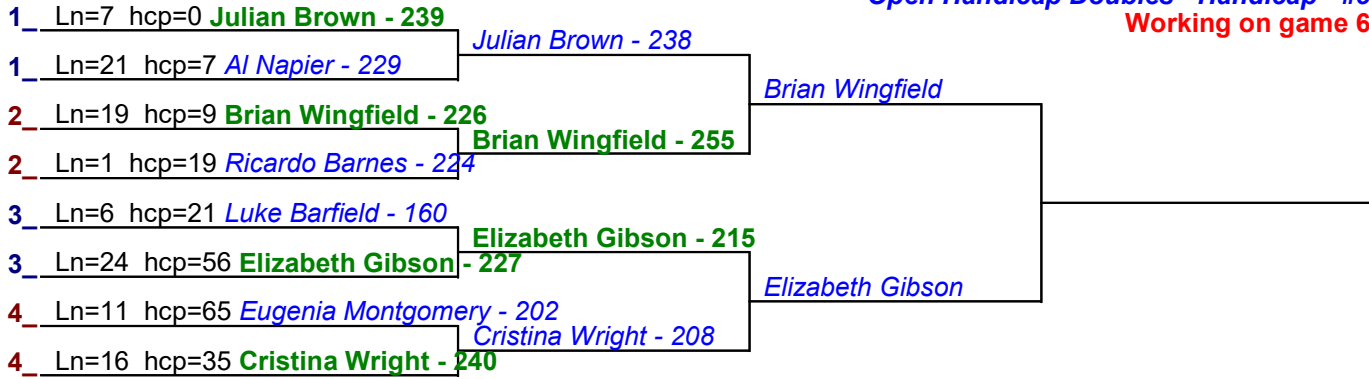 Open Handicap Doubles - Handicap - #6
Working on game 6
1_ Ln=7 hcp=0 Julian Brown - 239
Julian Brown - 238
1_ Ln=21 hcp=7 Al Napier - 229
Brian Wingfield
2_ Ln=19 hcp=9 Brian Wingfield - 226
Brian Wingfield - 255
2_ Ln=1 hcp=19 Ricardo Barnes - 224
3_ Ln=6 hcp=21 Luke Barfield - 160
Elizabeth Gibson - 215
3_ Ln=24 hcp=56 Elizabeth Gibson - 227
Elizabeth Gibson
4_ Ln=11 hcp=65 Eugenia Montgomery - 202
Cristina Wright - 208
4_ Ln=16 hcp=35 Cristina Wright - 240